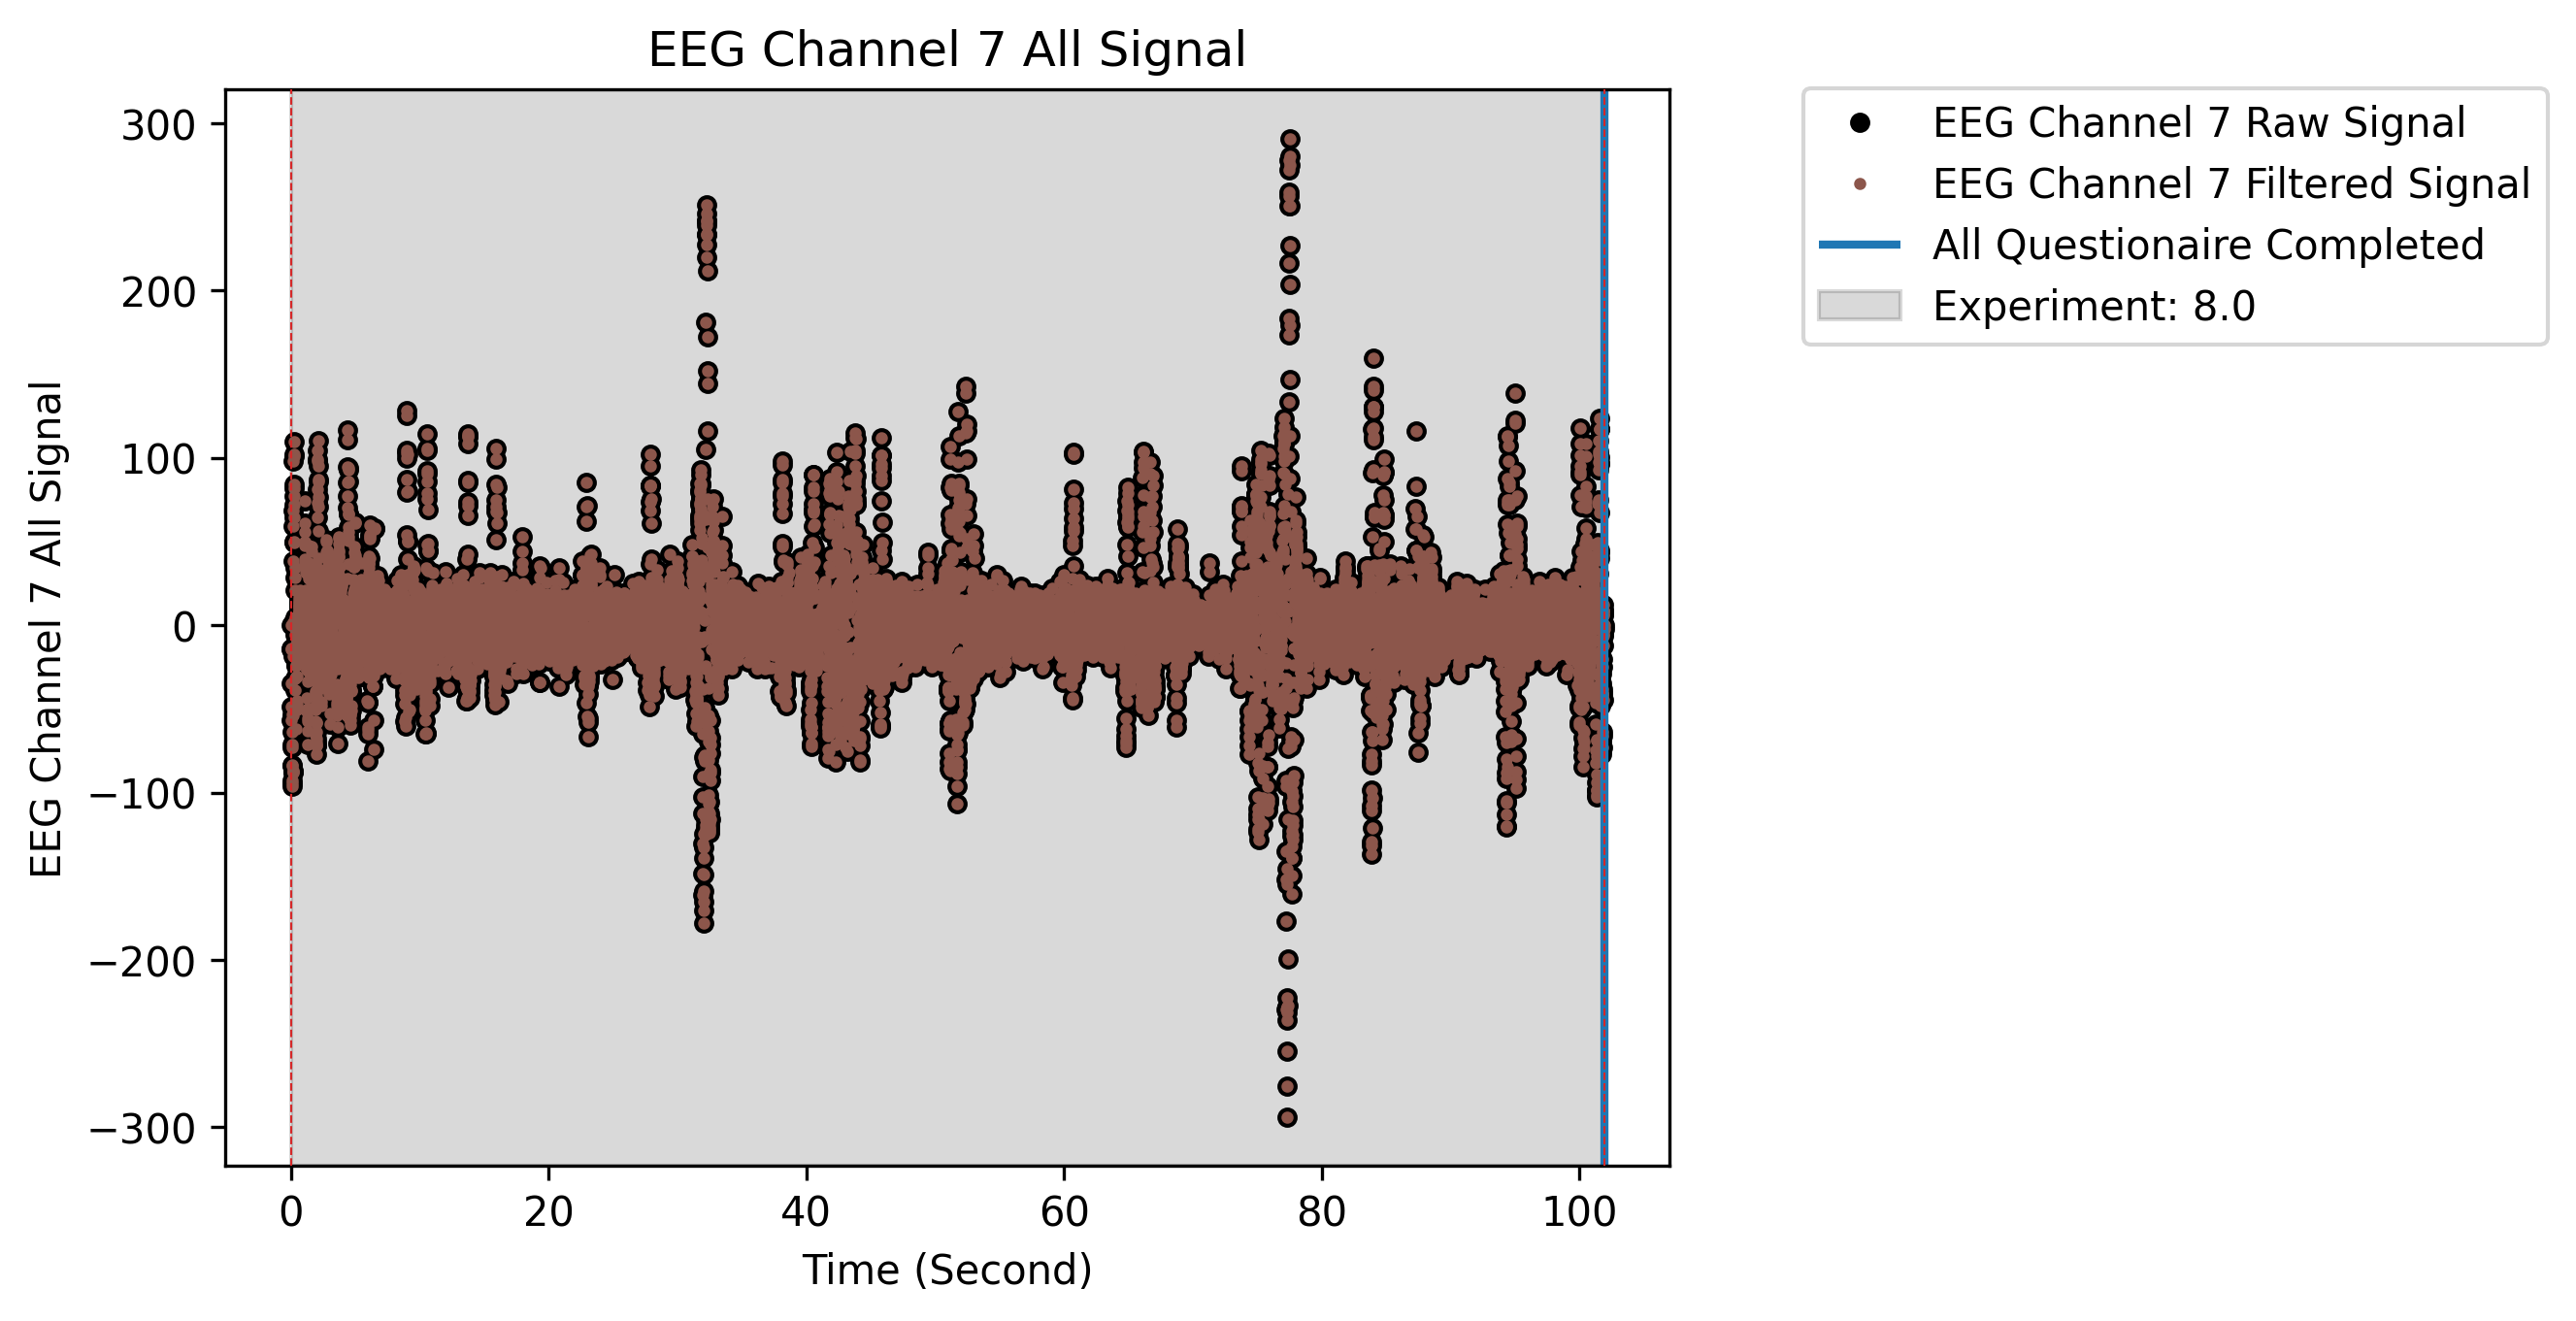 EEG Channel 7 All Signal
EEG Channel 7 Raw Signal
EEG Channel 7 Filtered Signal
All Questionaire Completed
Experiment: 8.0
EEG Channel 7 All Signal
300
200
100
0
−100
−200
−300
0 20 40 60 80 100
Time (Second)